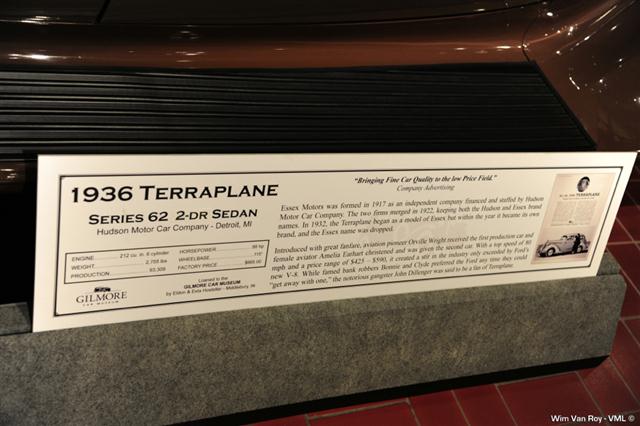 1936 TERRAPLANE
SERIES 62 2-DR SEDAN
Hudson Motor Car Company - Detroit, MI
ENGINE 212 cu. in. 6 cylinder
WEIGHT 2,755 lbs
PRODUCTION 93,309
HORSEPOWER 88 hp
WHEELBASE 115"
FACTORY PRICE
Loaned to the
GILMORE CAR MUSEUM
by Eldon & Esta Hostetler - Middlebury, IN
GILMORE
CAR MUSEUM
"Bringing Fine Car Quality to the low Price Field."
Company Advertising
Essex Motors was formed in 1917 as an independent company financed and staffed by Hudson
Motor Car Company. The two firms merged in 1922, keeping both the Hudson and Essex brand
names. In 1932, the Terraplane began as a model of Essex but within the year it became its own
brand, and the Essex name was dropped.
Introduced with great fanfare, aviation pioneer Orville Wright received the first production car and
female aviator Amelia Earhart christened and was given the second car. With a top speed of 80
mph and a price range of $425 – $590, it created a stir in the industry only exceeded by Ford's
new V-8. While famed bank robbers Bonnie and Clyde preferred the Ford any time they could
"get away with one," the notorious gangster John Dillenger was said to be a fan of Terraplane.
Wim Van Roy - VML ©